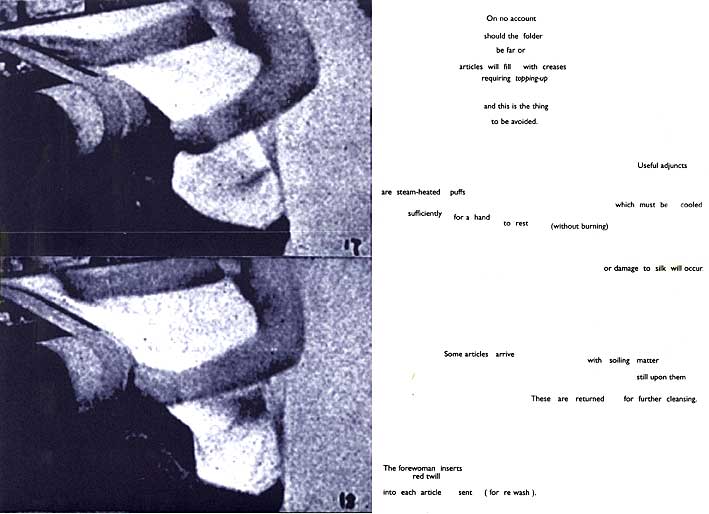 On no account
should the folder
be far or
articles will fill with creases
requiring topping-up
and this is the thing
to be avoided.
Useful adjuncts
are steam-heated puffs
which must be cooled
sufficiently for a hand
to rest (without burning)
or damage to silk will occur
Some articles arrive
with soiling matter
still upon them
These are returned for further cleansing.
The forewoman inserts
red twill
into each article sent ( for re wash ).
17
18